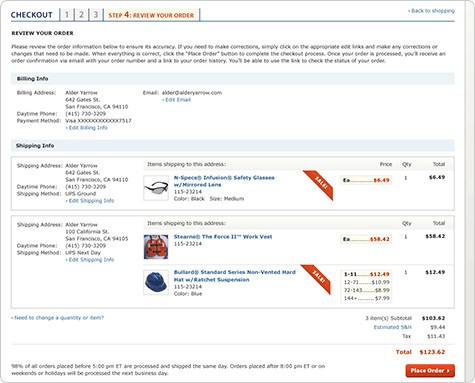 CHECKOUT 1 2 3 STEP 4: REVIEW YOUR ORDER
‹ Back to shopping
REVIEW YOUR ORDER
Please review the order information below to ensure its accuracy. If you need to make corrections, simply click on the appropriate edit links and make any corrections or
changes that need to be made. When everything is correct, click the "Place Order" button to complete the checkout process. Once your order is processed, you'll receive an
order confirmation via email with your order number and a link to your order history. You'll be able to use the link to check the status of your order.
Billing Info
Billing Address: Alder Yarrow
642 Gates St.
San Francisco, CA 94110
Daytime Phone: (415) 730-3209
Payment Method: Visa XXXXXXXXXXXX7517
› Edit Billing Info
Email: alder@alderyarrow.com
› Edit Email
Shipping Info
Shipping Address: Alder Yarrow
642 Gates St.
San Francisco, CA 94110
Daytime Phone: (415) 730-3209
Shipping Method: UPS Ground
› Edit Shipping Info
Items shipping to this address: Price Qty Total
N-Specs® Infusion® Safety Glasses
w/Mirrored Lens
115-23214
Color: Black Size: Medium
SALE!
Ea.........$6.49 1 $6.49
Shipping Address: Alder Yarrow
100 California St.
San Francisco, CA 94105
Daytime Phone: (415) 730-3209
Shipping Method: UPS Next Day
› Edit Shipping Info
Items shipping to this address: Price Qty Total
Stearns® The Force II™ Work Vest
115-23214
Ea.........$58.42 1 $58.42
Bullard® Standard Series Non-Vented Hard
Hat w/Ratchet Suspension
115-23214
Color: Blue
SALE!
1-11.......$12.49 1 $12.49
12-71......$10.99
72-143.....$8.99
144+.......$7.99
› Need to change a quantity or item?
3 item(s) Subtotal $103.62
Estimated S&H $9.44
Tax $11.43
Total $123.62
98% of all orders placed before 5:00 pm ET are processed and shipped the same day. Orders placed after 8:00 pm ET or on
weekends or holidays will be processed the next business day.
Place Order ›